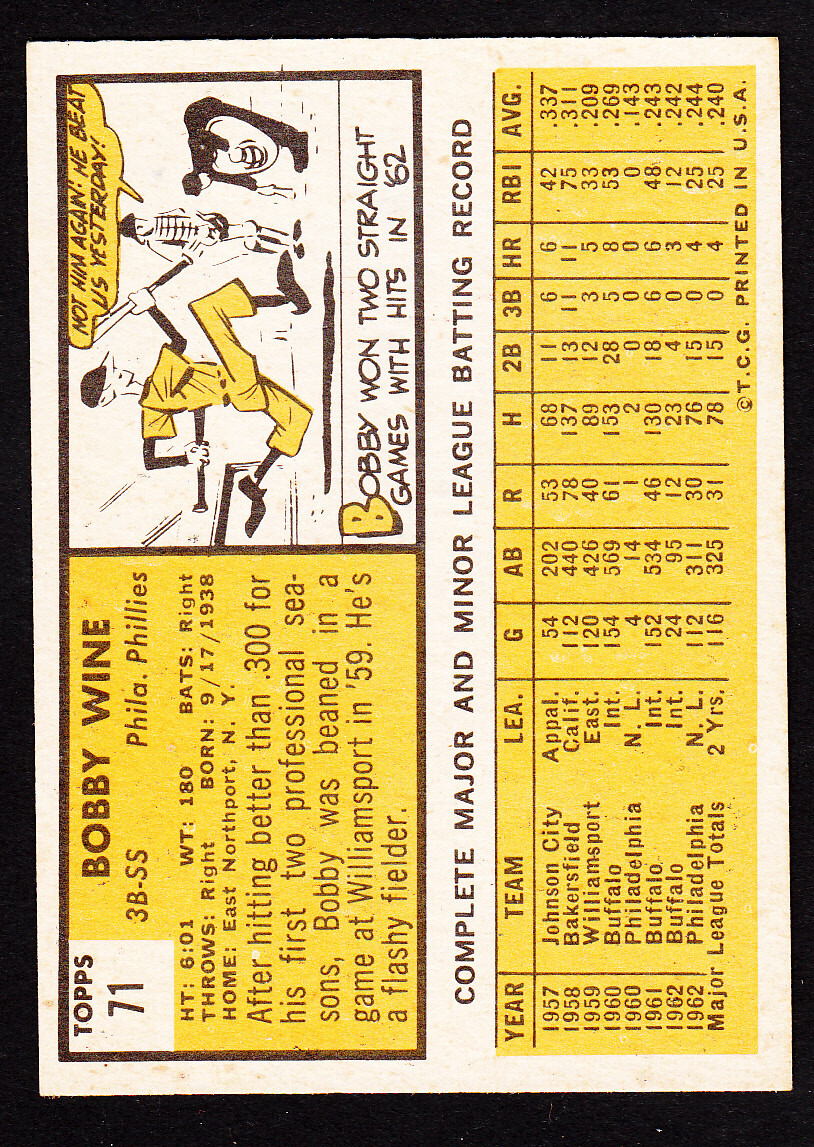 TOPPS
71
BOBBY WINE
3B-SS Phila. Phillies
HT: 6:01 WT: 180 BATS: Right
THROWS: Right BORN: 9/17/1938
HOME: East Northport, N. Y.
After hitting better than .300 for
his first two professional sea-
sons, Bobby was beaned in a
game at Williamsport in '59. He's
a flashy fielder.
NOT HIM AGAIN! HE BEAT
US YESTERDAY!
BOBBY WON TWO STRAIGHT
GAMES WITH HITS IN '62
COMPLETE MAJOR AND MINOR LEAGUE BATTING RECORD
YEAR TEAM LEA. G AB R H 2B 3B HR RBI AVG.
1957 Johnson City Appal. 54 202 53 68 11 6 6 42 .337
1958 Bakersfield Calif. 112 440 78 137 13 11 11 75 .311
1959 Williamsport East. 120 426 40 89 12 3 5 33 .209
1960 Buffalo Int. 154 569 61 153 28 5 8 53 .269
1960 Philadelphia N. L. 4 14 1 2 0 0 0 0 .143
1961 Buffalo Int. 152 534 46 130 18 6 6 48 .243
1962 Buffalo Int. 24 95 12 23 4 0 3 12 .242
1962 Philadelphia N. L. 112 311 30 76 15 0 4 25 .244
Major League Totals 2 Yrs. 116 325 31 78 15 0 4 25 .240
©T.C.G. PRINTED IN U.S.A.